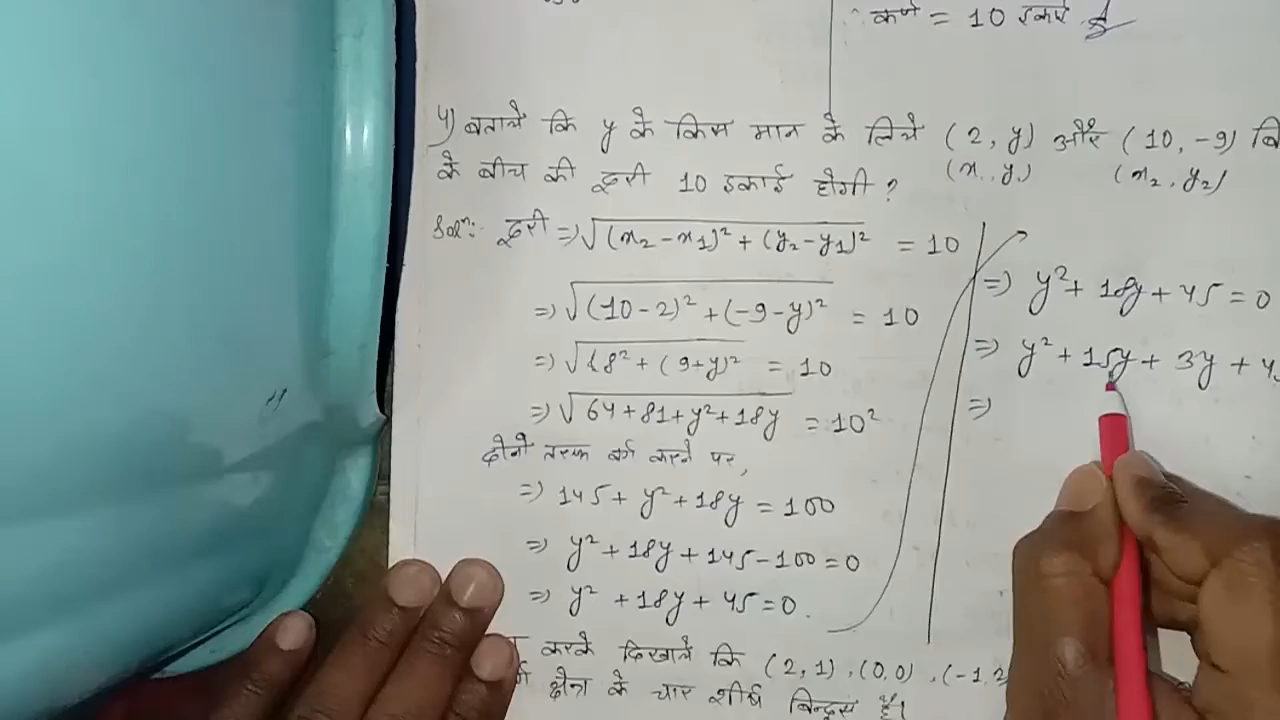 कर्ण = 10 इकाई है
4) बताये कि y के किस मान के लिये (2, y) और (10, -9) बि
के बीच की दूरी 10 इकाई होगी ? (x₁, y₁) (x₂, y₂)
Solⁿ:- दूरी => √(x₂ - x₁)² + (y₂ - y₁)² = 10
=> √(10 - 2)² + (-9 - y)² = 10
=> √8² + (9 + y)² = 10
=> √64 + 81 + y² + 18y = 10²
दोनो तरफ वर्ग करने पर,
=> 145 + y² + 18y = 100
=> y² + 18y + 145 - 100 = 0
=> y² + 18y + 45 = 0.
=> y² + 18y + 45 = 0
=> y² + 15y + 3y + 4
=>
करके दिखाये कि (2, 1), (0, 0), (-1, 2
के चार शीर्ष बिन्दुएं हैं।